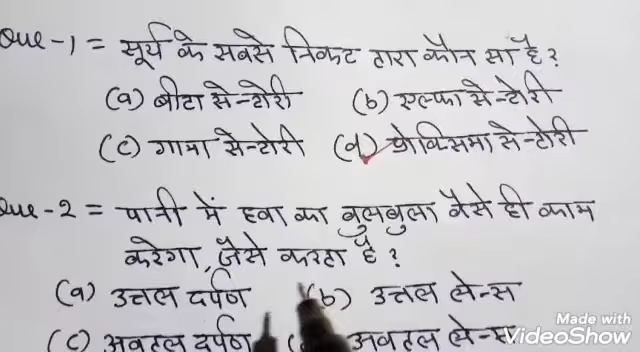 Que-1 = सूर्य के सबसे निकट तारा कौन सा है ?
(a) बीटा सेन्टोरी (b) एल्फा सेन्टोरी
(c) गामा सेन्टोरी (d) प्रोक्सिमा सेन्टोरी
Que-2 = पानी में हवा का बुलबुला वैसे ही काम
करेगा, जैसे करता है ?
(a) उत्तल दर्पण (b) उत्तल लेन्स
(c) अवतल दर्पण अवतल लेन्स
Made with
VideoShow